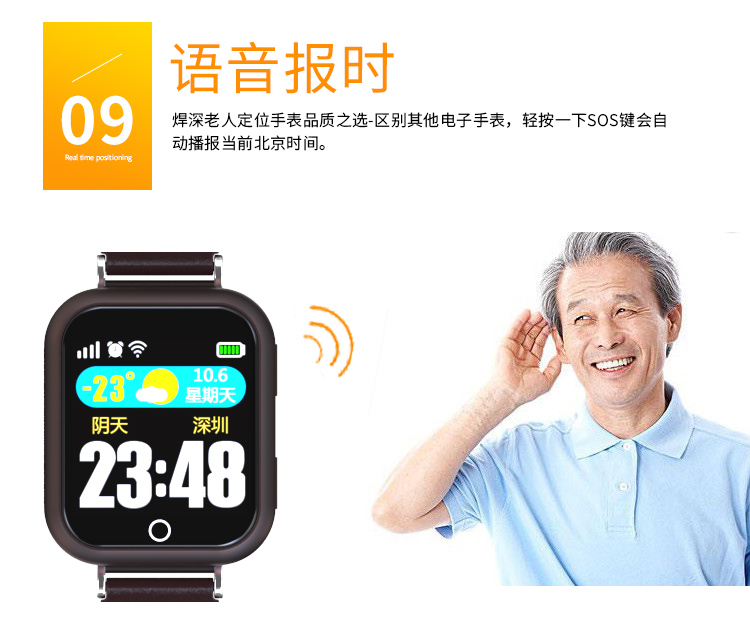 09
Real time positioning
语音报时
焊深老人定位手表品质之选-区别其他电子手表，轻按一下SOS键会自
动播报当前北京时间。
-23°
10.6
星期天
阴天
深圳
23:48